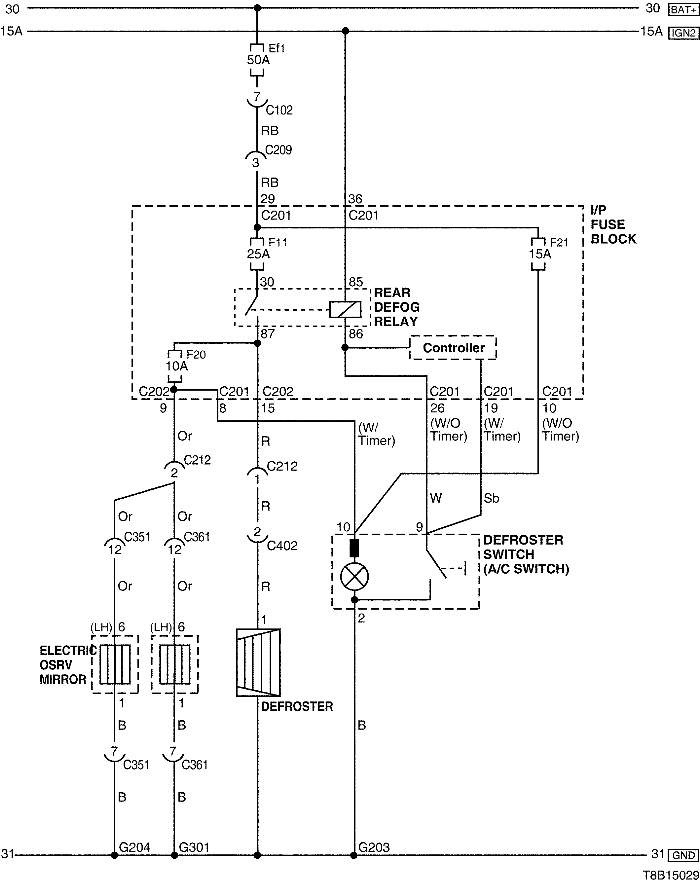 30
30 BAT+
15A
15A IGN2
Ef1
50A
7
C102
RB
C209
3
RB
29
36
C201
C201
I/P
FUSE
BLOCK
F11
25A
F21
15A
30
85
REAR
DEFOG
RELAY
87
86
F20
10A
Controller
C202
C201
C202
C201
C201
C201
9
8
15
26
19
10
(W/
Timer)
(W/O
Timer)
(W/
Timer)
(W/O
Timer)
Or
R
C212
2
C212
1
W
Sb
Or
Or
R
10
9
C351
12
C361
12
2
C402
DEFROSTER
SWITCH
(A/C SWITCH)
Or
Or
R
2
(LH) 6
(LH) 6
1
ELECTRIC
OSRV
MIRROR
1
1
DEFROSTER
B
B
B
7
C351
7
C361
B
B
G204
G301
G203
31
31 GND
T8B15029